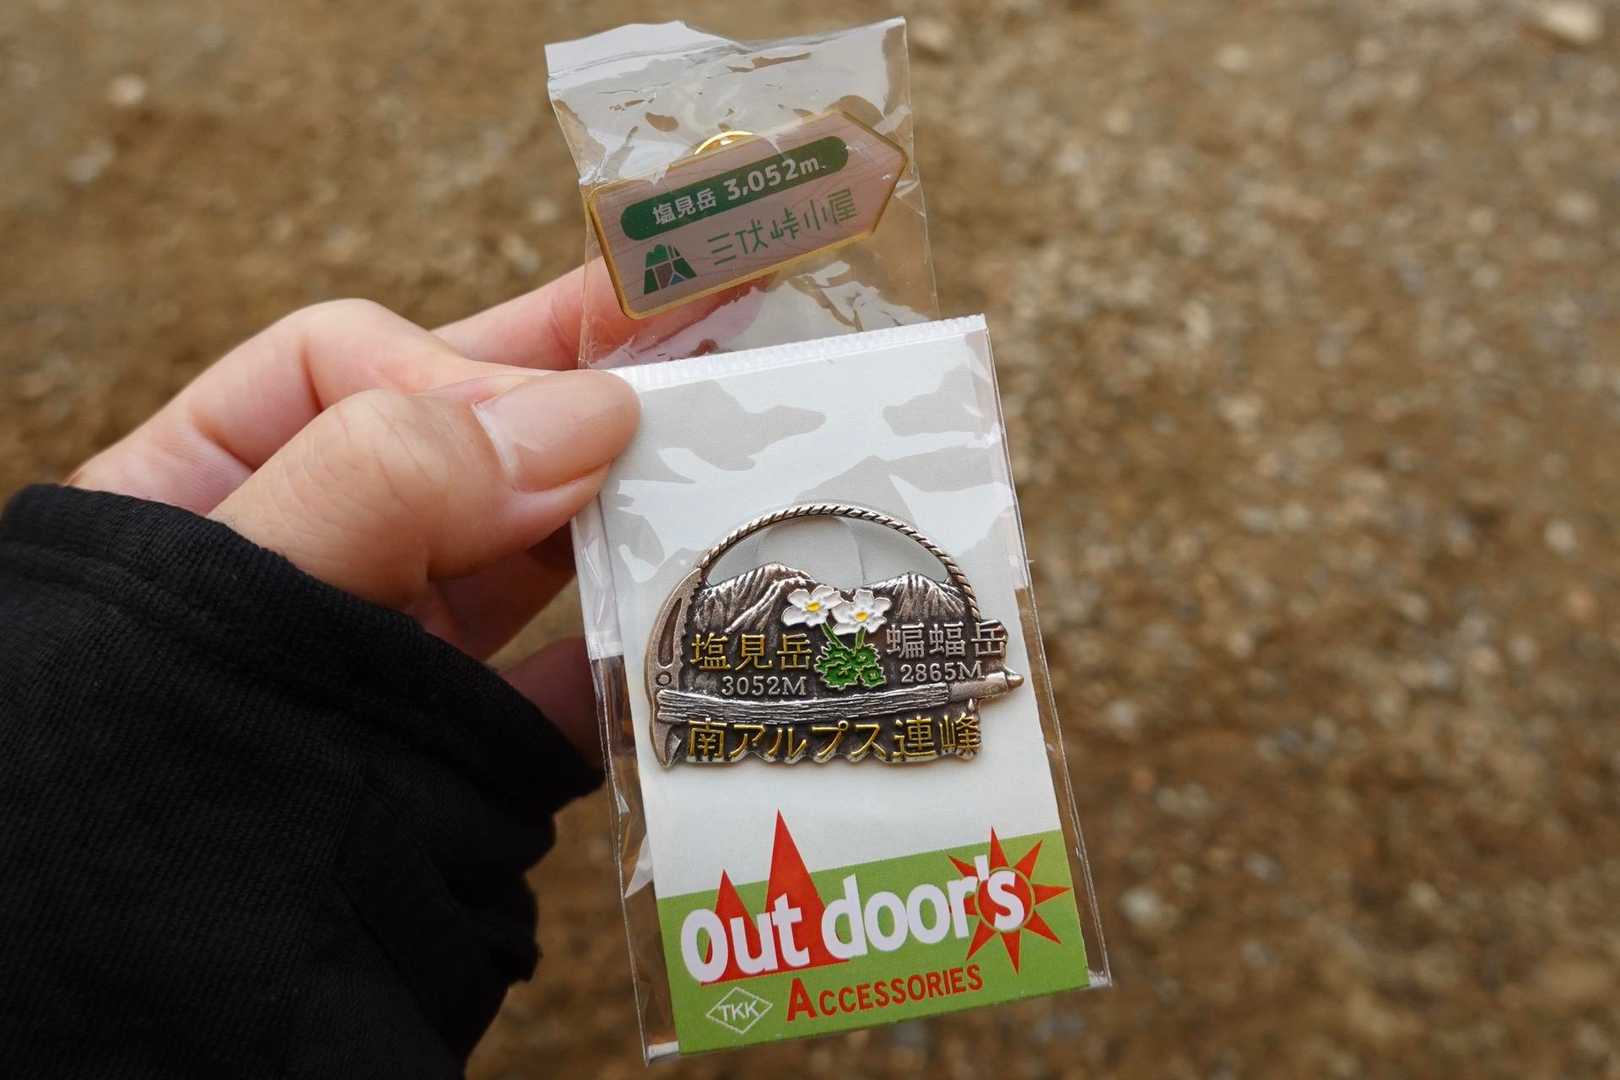 塩見岳 3,052m.
三伏峠小屋
塩見岳 蝙蝠岳
3052M 2865M
南アルプス連峰
Out door's
TKK ACCESSORIES